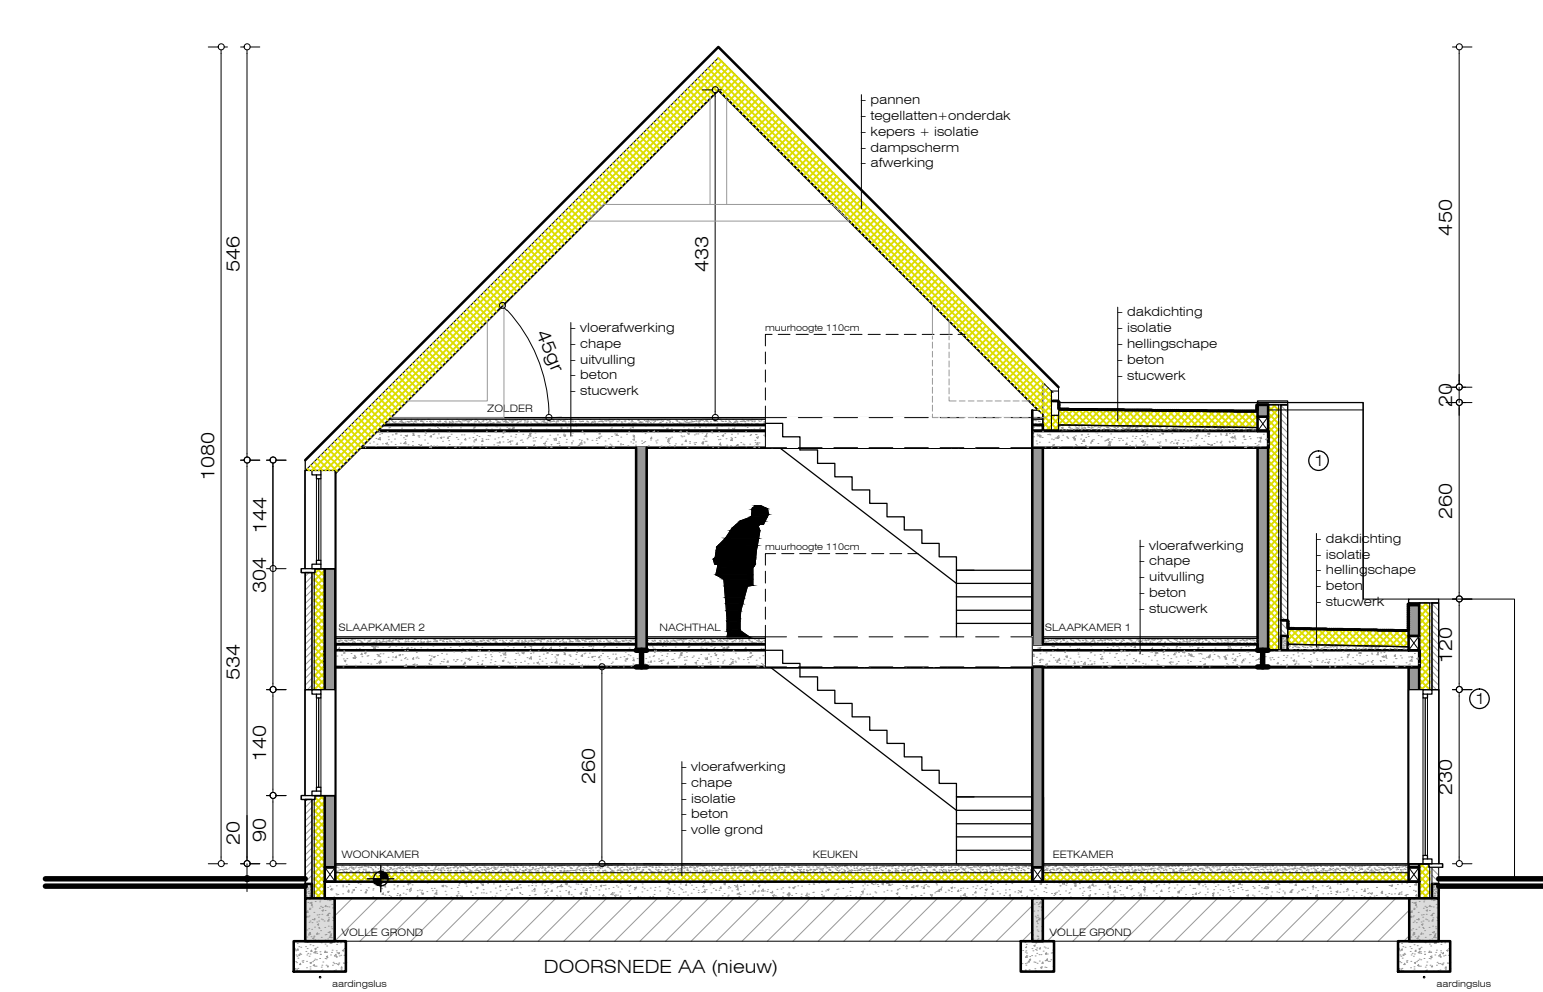 pannen
tegellatten+onderdak
kepers + isolatie
dampscherm
afwerking
450
546
433
dakdichting
isolatie
hellingschape
beton
stucwerk
muurhoogte 110cm
vloerafwerking
chape
uitvulling
beton
stucwerk
45gr
20
ZOLDER
1080
1
144
260
304
muurhoogte 110cm
vloerafwerking
chape
uitvulling
beton
stucwerk
dakdichting
isolatie
hellingschape
beton
stucwerk
SLAAPKAMER 2
NACHTHAL
SLAAPKAMER 1
534
120
1
140
260
230
vloerafwerking
chape
isolatie
beton
volle grond
20
90
WOONKAMER
KEUKEN
EETKAMER
VOLLE GROND
VOLLE GROND
DOORSNEDE AA (nieuw)
aardingslus
aardingslus